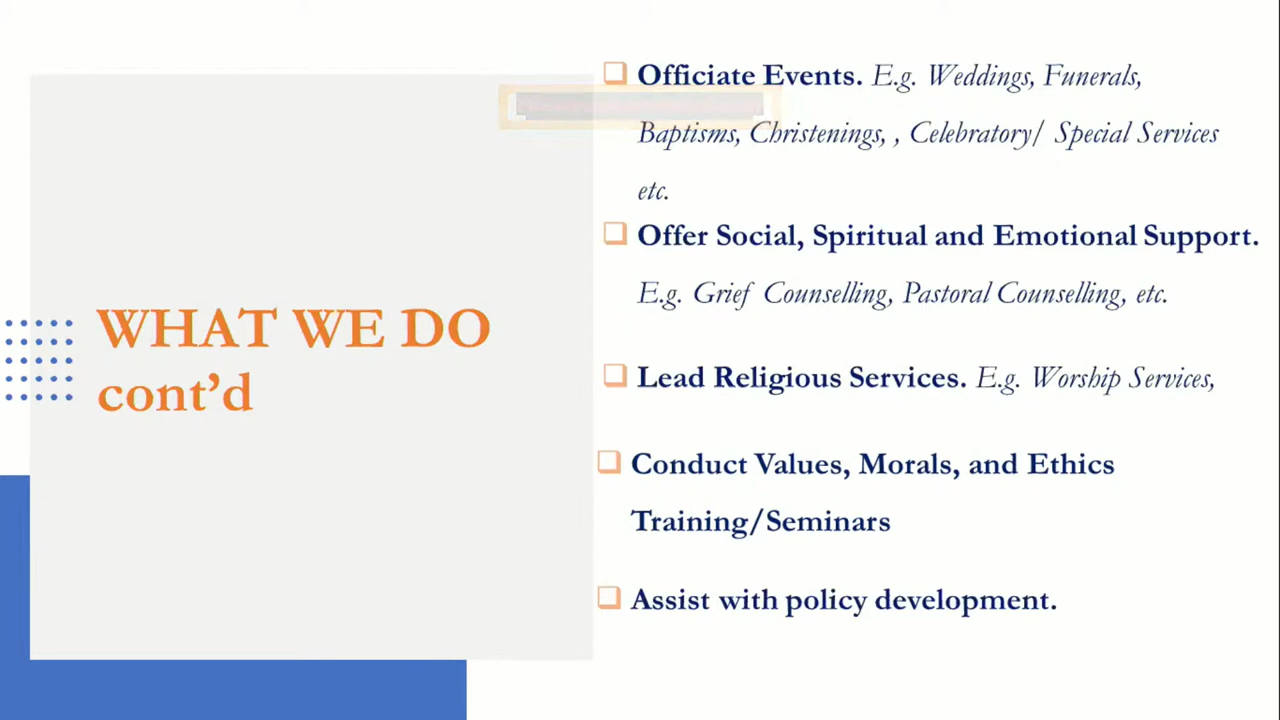 WHAT WE DO
cont’d
❑ Officiate Events. E.g. Weddings, Funerals,
Baptisms, Christenings, , Celebratory/ Special Services
etc.
❑ Offer Social, Spiritual and Emotional Support.
E.g. Grief Counselling, Pastoral Counselling, etc.
❑ Lead Religious Services. E.g. Worship Services,
❑ Conduct Values, Morals, and Ethics
Training/Seminars
❑ Assist with policy development.